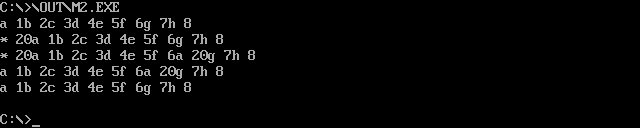 C:\>\OUT\M2.EXE
a 1b 2c 3d 4e 5f 6g 7h 8
* 20a 1b 2c 3d 4e 5f 6g 7h 8
* 20a 1b 2c 3d 4e 5f 6a 20g 7h 8
a 1b 2c 3d 4e 5f 6a 20g 7h 8
a 1b 2c 3d 4e 5f 6g 7h 8
C:\>_